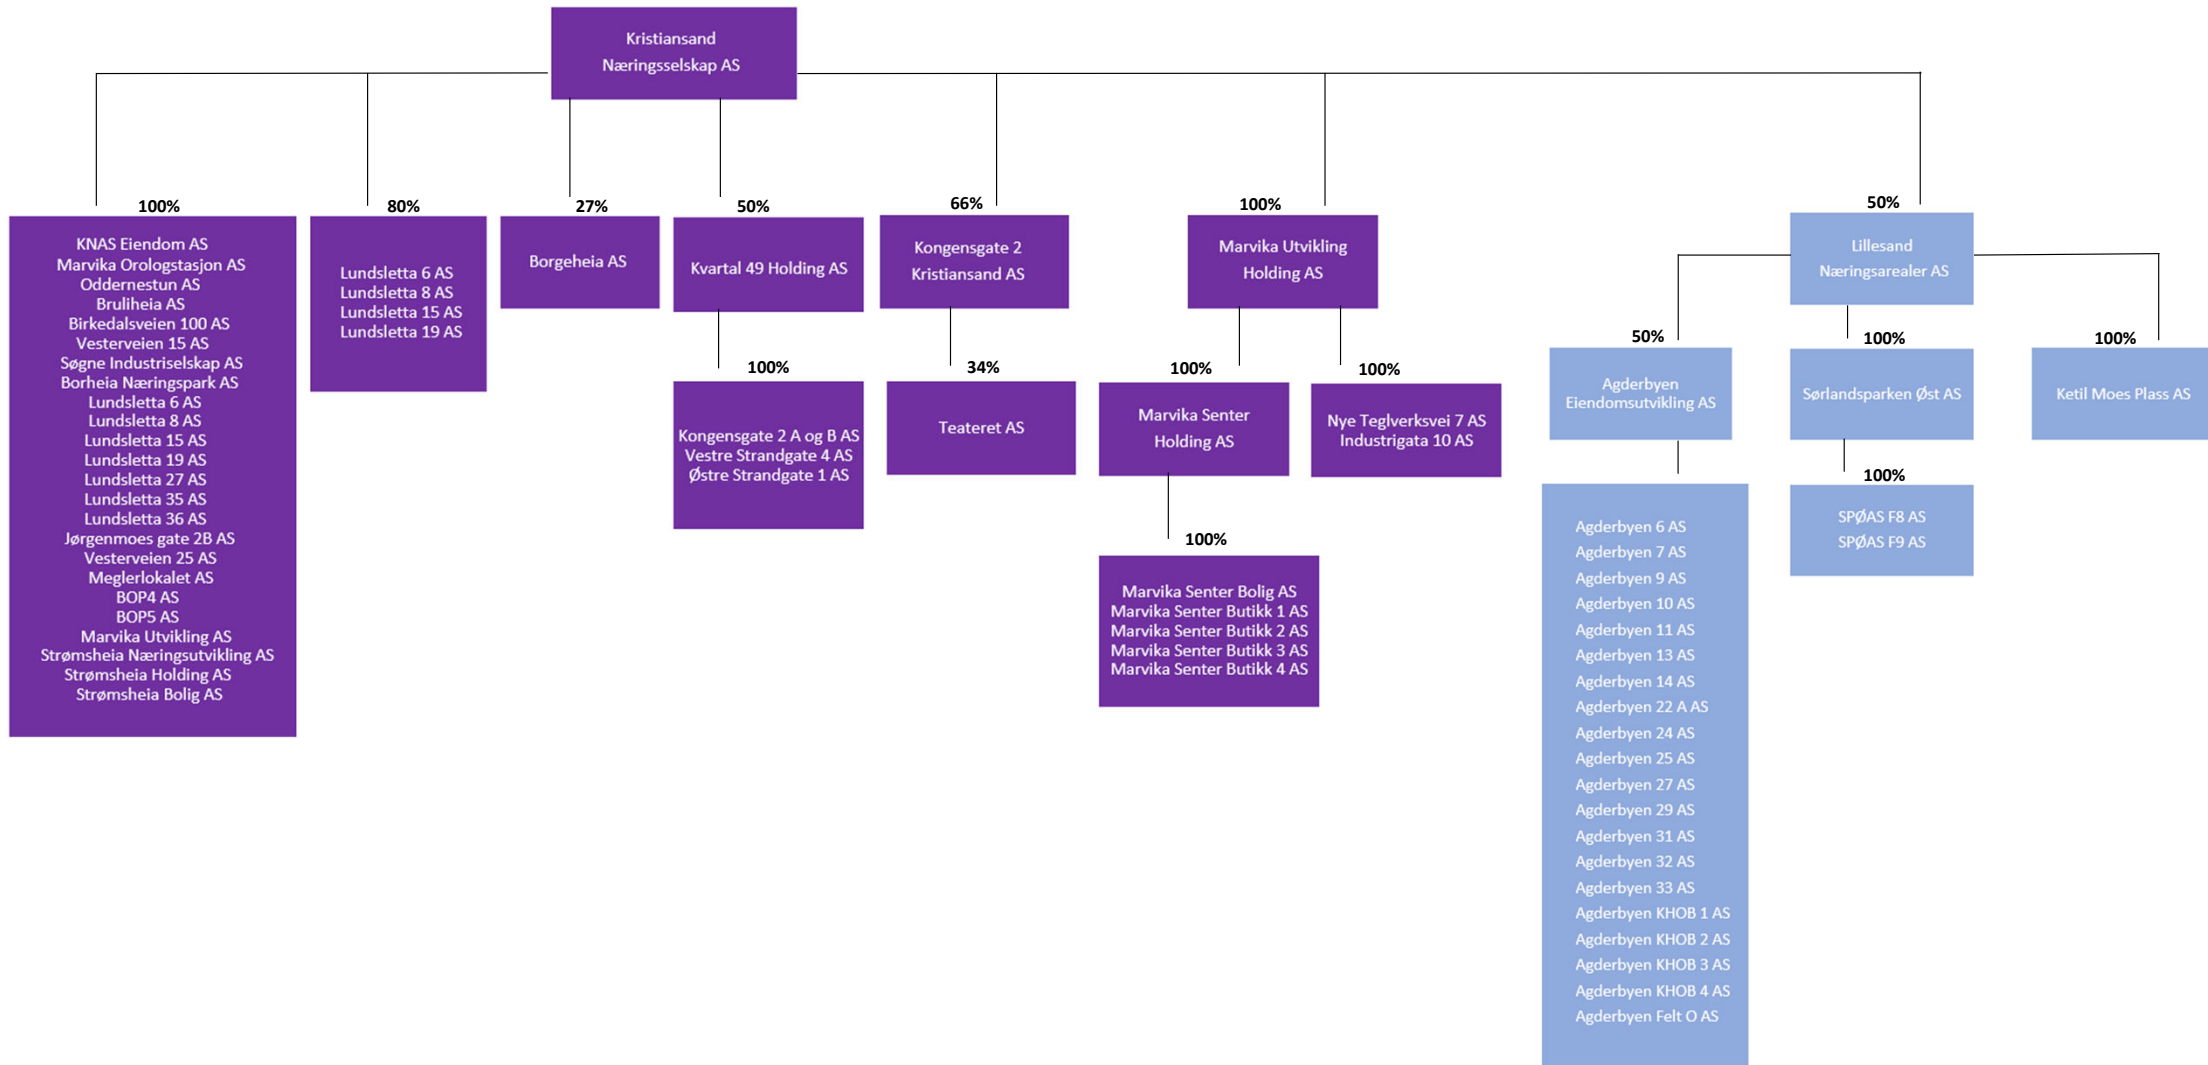 Kristiansand
Næringsselskap AS
100%
KNAS Eiendom AS
Marvika Orologstasjon AS
Oddernestun AS
Bruliheia AS
Birkedalsveien 100 AS
Vesterveien 15 AS
Søgne Industriselskap AS
Borheia Næringspark AS
Lundsletta 6 AS
Lundsletta 8 AS
Lundsletta 15 AS
Lundsletta 19 AS
Lundsletta 27 AS
Lundsletta 35 AS
Lundsletta 36 AS
Jørgenmoes gate 2B AS
Vesterveien 25 AS
Meglerlokalet AS
BOP4 AS
BOP5 AS
Marvika Utvikling AS
Strømsheia Næringsutvikling AS
Strømsheia Holding AS
Strømsheia Bolig AS
80%
Lundsletta 6 AS
Lundsletta 8 AS
Lundsletta 15 AS
Lundsletta 19 AS
27%
Borgeheia AS
50%
Kvartal 49 Holding AS
100%
Kongensgate 2 A og B AS
Vestre Strandgate 4 AS
Østre Strandgate 1 AS
66%
Kongensgate 2
Kristiansand AS
34%
Teateret AS
100%
Marvika Utvikling
Holding AS
100%
Marvika Senter
Holding AS
100%
Marvika Senter Bolig AS
Marvika Senter Butikk 1 AS
Marvika Senter Butikk 2 AS
Marvika Senter Butikk 3 AS
Marvika Senter Butikk 4 AS
100%
Nye Teglverksvei 7 AS
Industrigata 10 AS
50%
Lillesand
Næringsarealer AS
50%
Agderbyen
Eiendomsutvikling AS
Agderbyen 6 AS
Agderbyen 7 AS
Agderbyen 9 AS
Agderbyen 10 AS
Agderbyen 11 AS
Agderbyen 13 AS
Agderbyen 14 AS
Agderbyen 22 A AS
Agderbyen 24 AS
Agderbyen 25 AS
Agderbyen 27 AS
Agderbyen 29 AS
Agderbyen 31 AS
Agderbyen 32 AS
Agderbyen 33 AS
Agderbyen KHOB 1 AS
Agderbyen KHOB 2 AS
Agderbyen KHOB 3 AS
Agderbyen KHOB 4 AS
Agderbyen Felt O AS
100%
Sørlandsparken Øst AS
100%
SPØAS F8 AS
SPØAS F9 AS
100%
Ketil Moes Plass AS